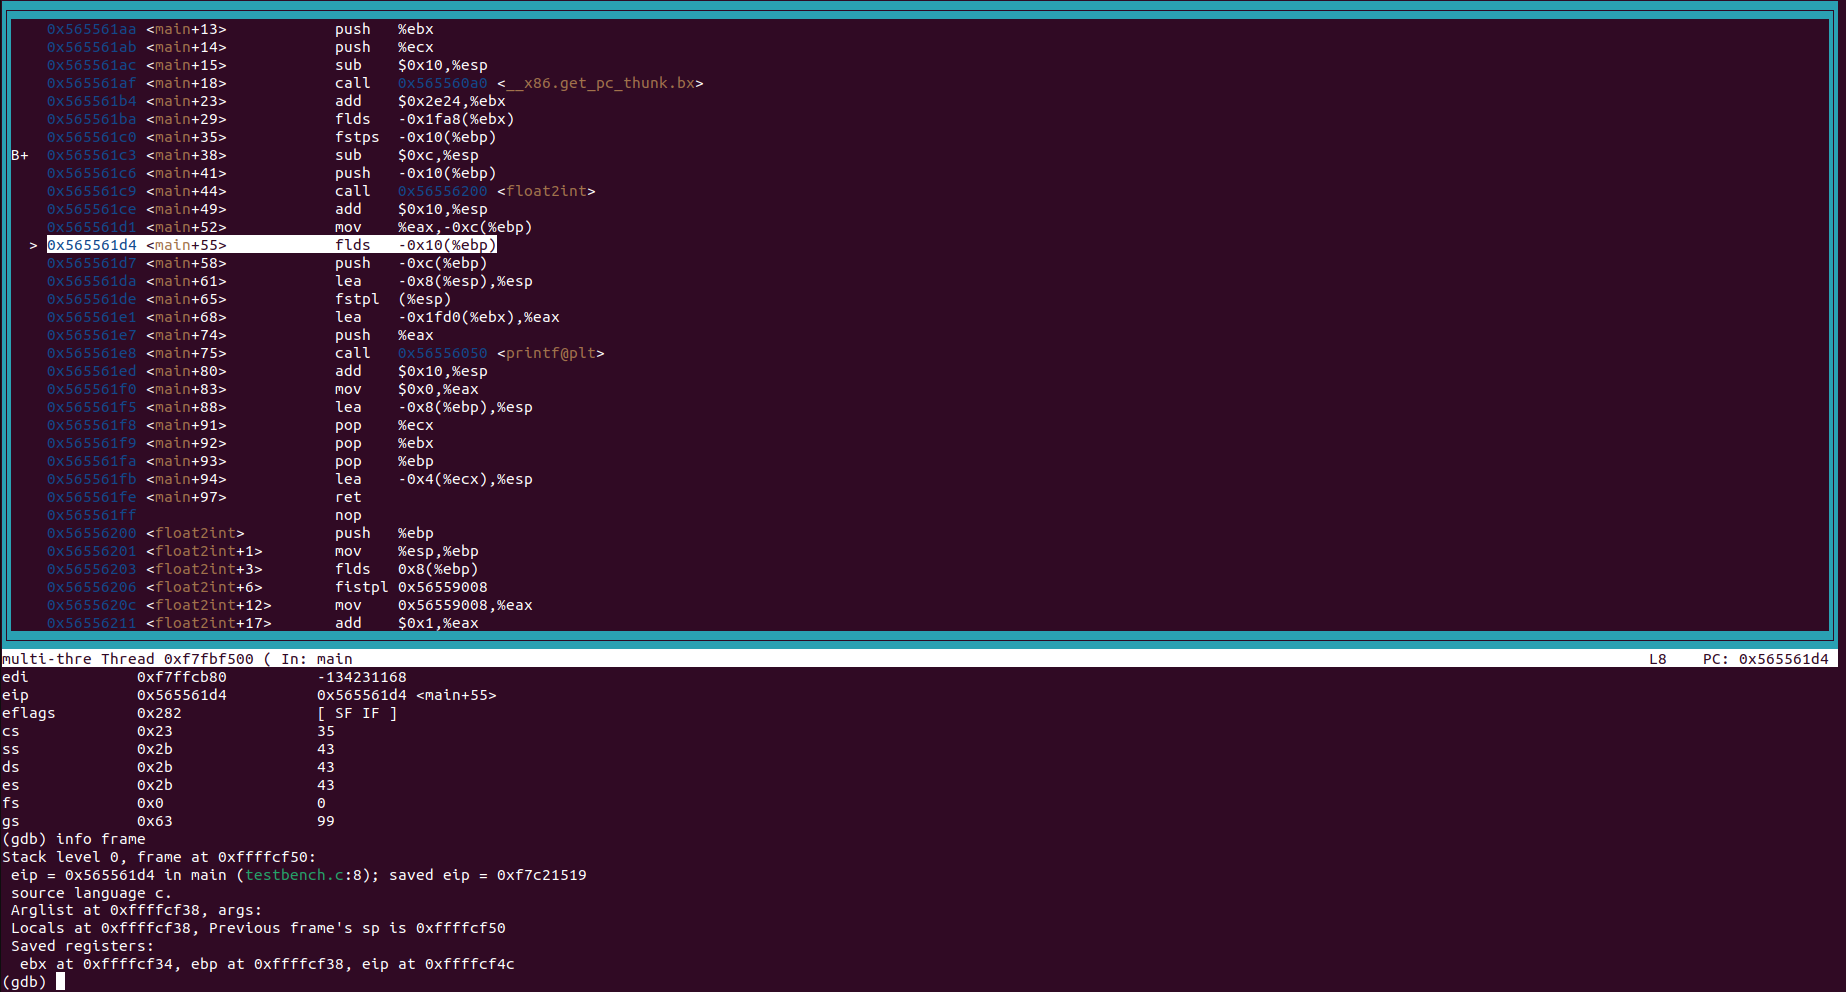 0x565561aa <main+13> push %ebx
0x565561ab <main+14> push %ecx
0x565561ac <main+15> sub $0x10,%esp
0x565561af <main+18> call 0x565560a0 <__x86.get_pc_thunk.bx>
0x565561b4 <main+23> add $0x2e24,%ebx
0x565561ba <main+29> flds -0x1fa8(%ebx)
0x565561c0 <main+35> fstps -0x10(%ebp)
B+ 0x565561c3 <main+38> sub $0xc,%esp
0x565561c6 <main+41> push -0x10(%ebp)
0x565561c9 <main+44> call 0x56556200 <float2int>
0x565561ce <main+49> add $0x10,%esp
0x565561d1 <main+52> mov %eax,-0xc(%ebp)
> 0x565561d4 <main+55> flds -0x10(%ebp)
0x565561d7 <main+58> push -0xc(%ebp)
0x565561da <main+61> lea -0x8(%esp),%esp
0x565561de <main+65> fstpl (%esp)
0x565561e1 <main+68> lea -0x1fd0(%ebx),%eax
0x565561e7 <main+74> push %eax
0x565561e8 <main+75> call 0x56556050 <printf@plt>
0x565561ed <main+80> add $0x10,%esp
0x565561f0 <main+83> mov $0x0,%eax
0x565561f5 <main+88> lea -0x8(%ebp),%esp
0x565561f8 <main+91> pop %ecx
0x565561f9 <main+92> pop %ebx
0x565561fa <main+93> pop %ebp
0x565561fb <main+94> lea -0x4(%ecx),%esp
0x565561fe <main+97> ret
0x565561ff nop
0x56556200 <float2int> push %ebp
0x56556201 <float2int+1> mov %esp,%ebp
0x56556203 <float2int+3> flds 0x8(%ebp)
0x56556206 <float2int+6> fistpl 0x56559008
0x5655620c <float2int+12> mov 0x56559008,%eax
0x56556211 <float2int+17> add $0x1,%eax
multi-thre Thread 0xf7fbf500 ( In: main L8 PC: 0x565561d4
edi 0xf7ffcb80 -134231168
eip 0x565561d4 0x565561d4 <main+55>
eflags 0x282 [ SF IF ]
cs 0x23 35
ss 0x2b 43
ds 0x2b 43
es 0x2b 43
fs 0x0 0
gs 0x63 99
(gdb) info frame
Stack level 0, frame at 0xffffcf50:
eip = 0x565561d4 in main (testbench.c:8); saved eip = 0xf7c21519
source language c.
Arglist at 0xffffcf38, args:
Locals at 0xffffcf38, Previous frame's sp is 0xffffcf50
Saved registers:
ebx at 0xffffcf34, ebp at 0xffffcf38, eip at 0xffffcf4c
(gdb)